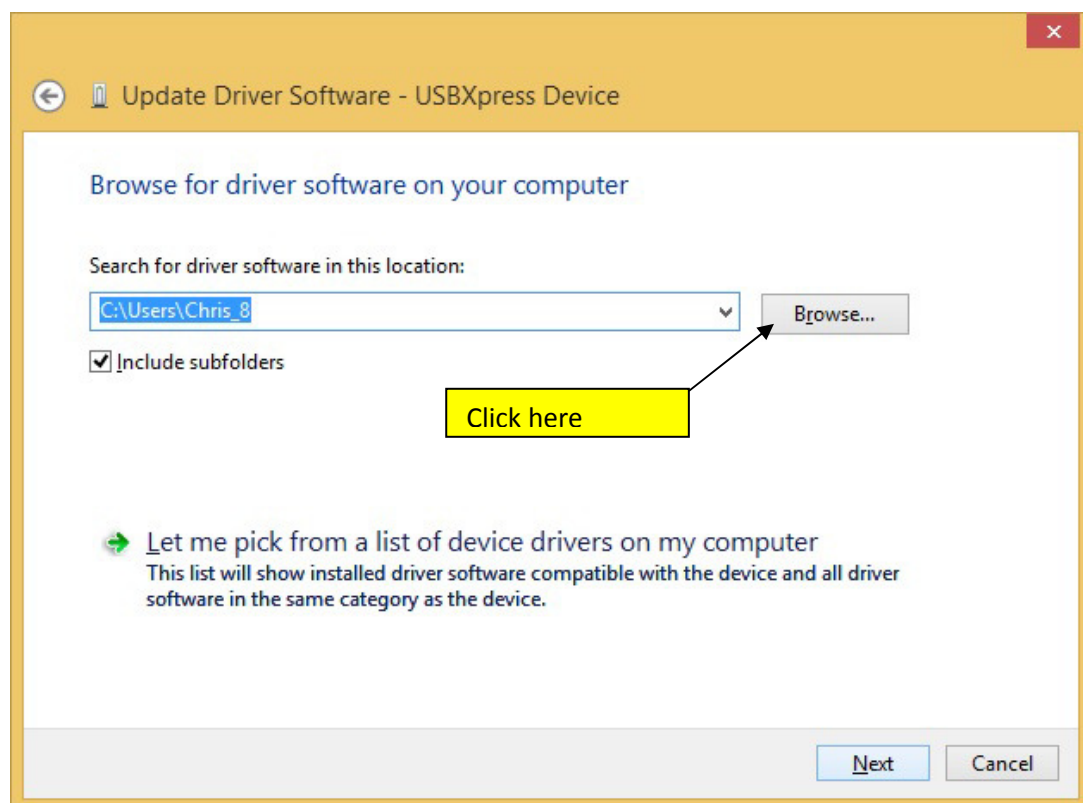 Update Driver Software - USBXpress Device
Browse for driver software on your computer
Search for driver software in this location:
C:\Users\Chris_8
Browse...
Include subfolders
Click here
Let me pick from a list of device drivers on my computer
This list will show installed driver software compatible with the device and all driver
software in the same category as the device.
Next
Cancel